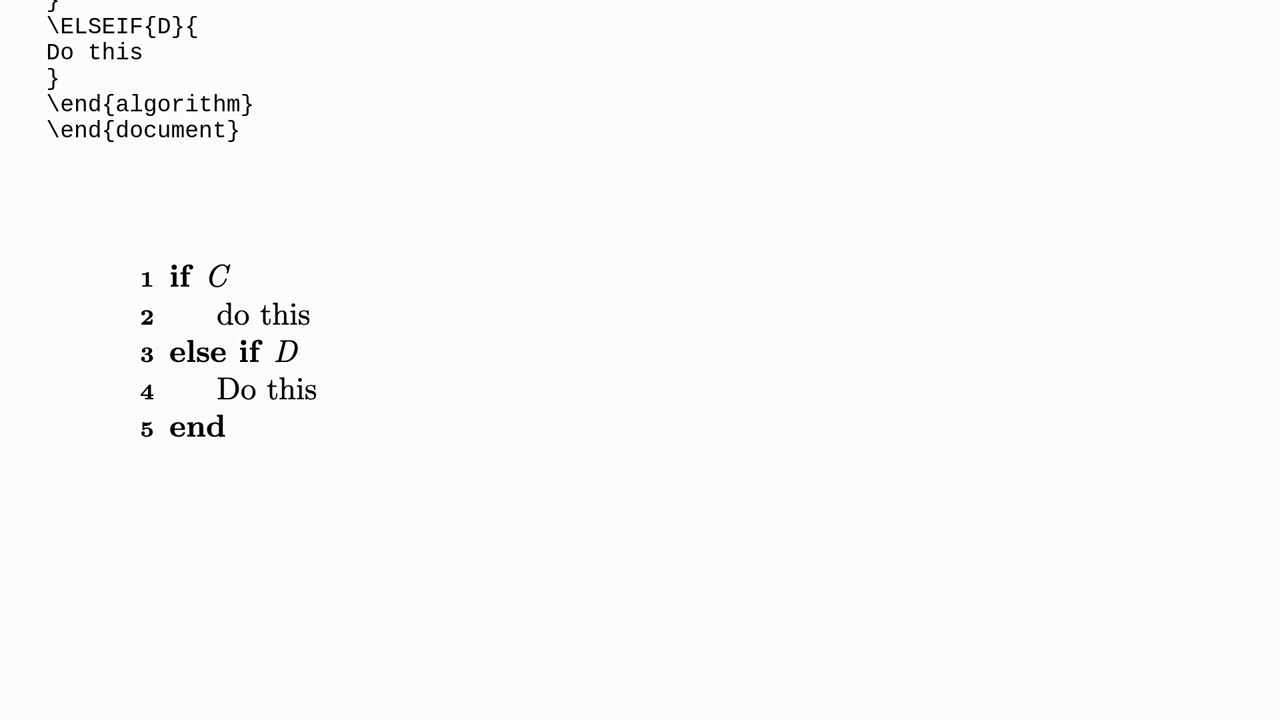 }
\ELSEIF{D}{
Do this
}
\end{algorithm}
\end{document}
1 if C
2 do this
3 else if D
4 Do this
5 end